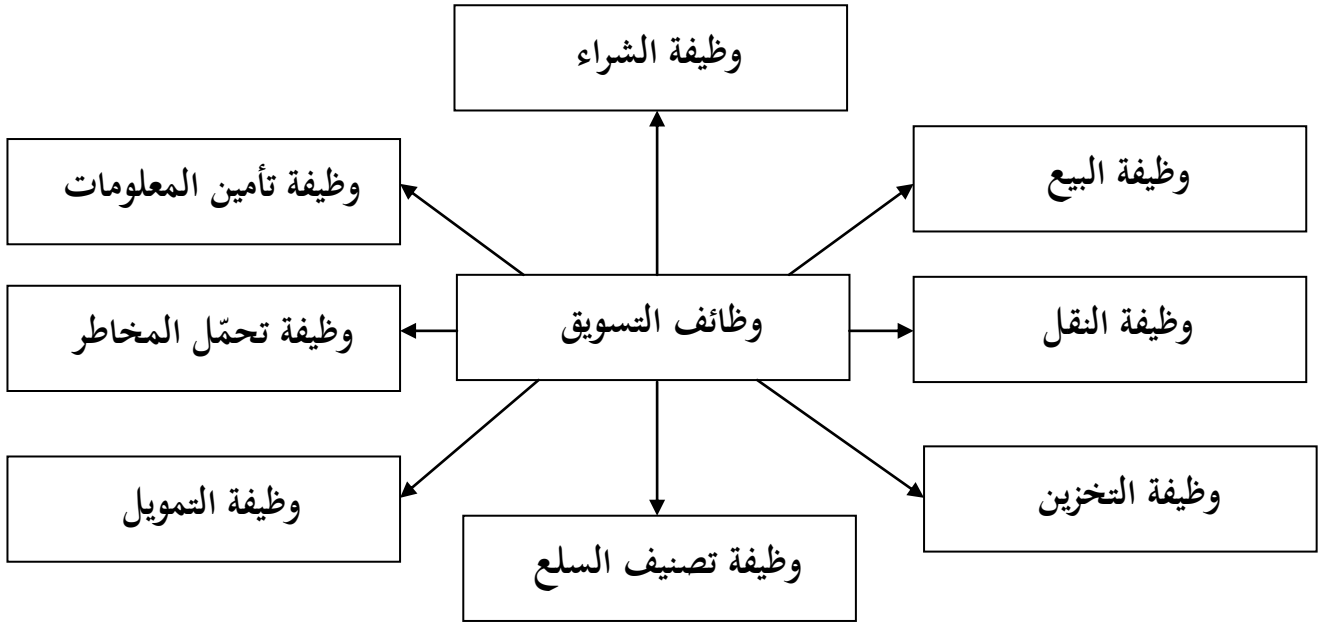 وظيفة الشراء
وظيفة البيع
وظيفة تأمين المعلومات
وظيفة النقل
وظائف التسويق
وظيفة تحمّل المخاطر
وظيفة التخزين
وظيفة التمويل
وظيفة تصنيف السلع